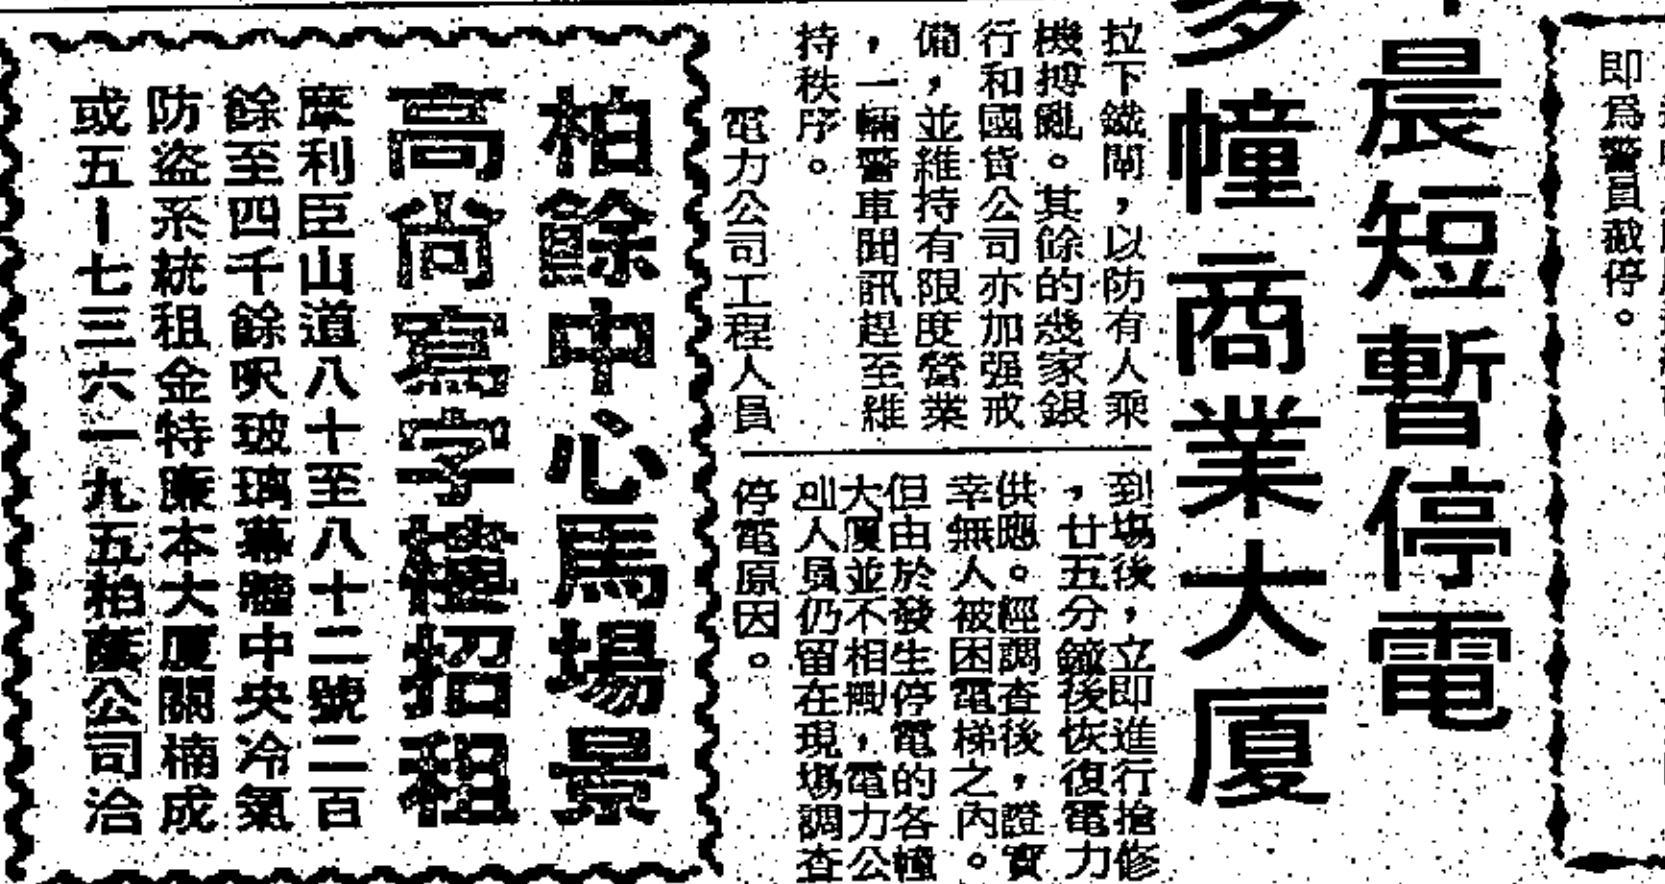 即為警員截停。
晨短暫停電
多幢商業大厦
拉下鐵閘，以防有人乘
機搏亂。其餘的幾家銀
行和國貨公司亦加强戒
備，並維持有限度營業
，一輛警車聞訊趕至維
持秩序。
電力公司工程人員
到塲後，立即進行搶修
，廿五分鐘後恢復電力
供應。經調查後，證實
幸無人被困電梯之內。
但由於發生停電的各幢
大厦並不相連，電力公
司人員仍留在現塲調查
停電原因。
柏餘中心馬場景
高尚寫字樓招租
摩利臣山道八十至八十二號二百
餘至四千餘呎玻璃幕牆中央冷氣
防盗系統租金特廉本大厦關楠成
或五－七三六一九五柏蔭公司洽